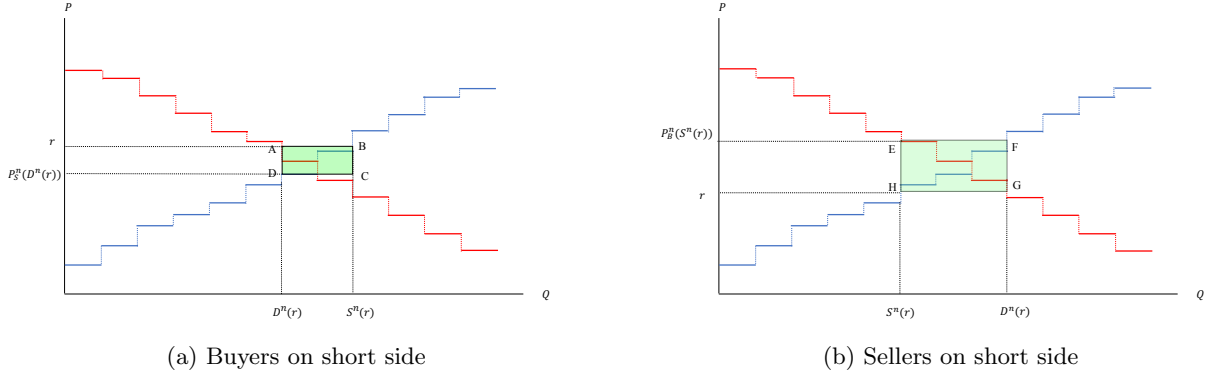 P
r
A
B
P_S^n(D^n(r))
D
C
Q
D^n(r)
S^n(r)
(a) Buyers on short side
P
P_B^n(S^n(r))
E
F
H
G
r
Q
S^n(r)
D^n(r)
(b) Sellers on short side